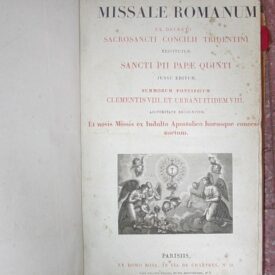 MISSALE ROMANUM
EX DECRETO
SACROSANCTI CONCILII TRIDENTINI
RESTITUTUM
SANCTI PII PAPÆ QUINTI
JUSSU EDITUM,
SUMMORUM PONTIFICUM
CLEMENTIS VIII. ET URBANI ITIDEM VIII.
AUCTORITATE RECOGNITUM
Et novis Missis ex Indulto Apostolico hucusque concessis
auctum.
PARISIIS,